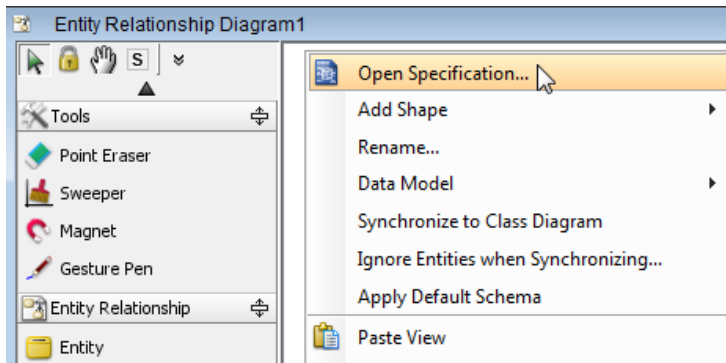 Entity Relationship Diagram1
S
Tools
Point Eraser
Sweeper
Magnet
Gesture Pen
Entity Relationship
Entity
Open Specification...
Add Shape
Rename...
Data Model
Synchronize to Class Diagram
Ignore Entities when Synchronizing...
Apply Default Schema
Paste View